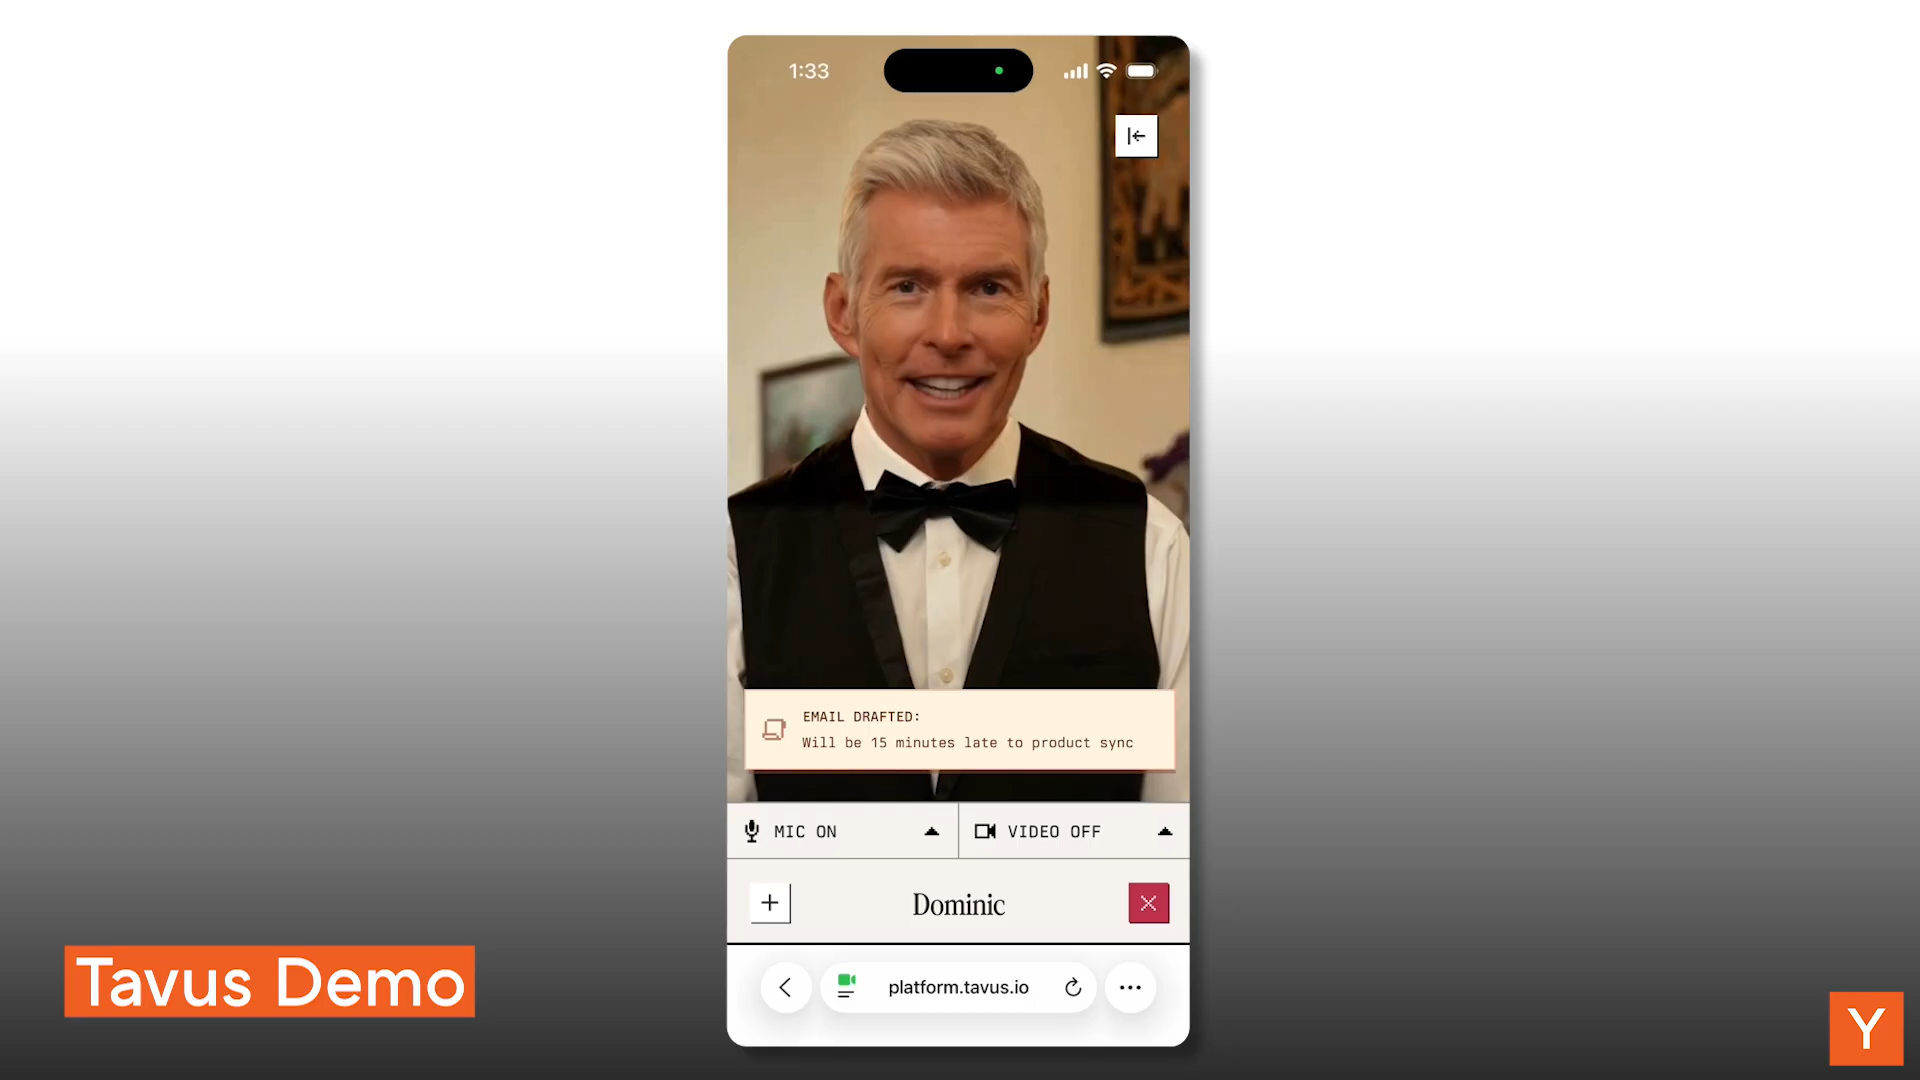 1:33
EMAIL DRAFTED:
Will be 15 minutes late to product sync
MIC ON
VIDEO OFF
Dominic
platform.tavus.io
Tavus Demo
Y